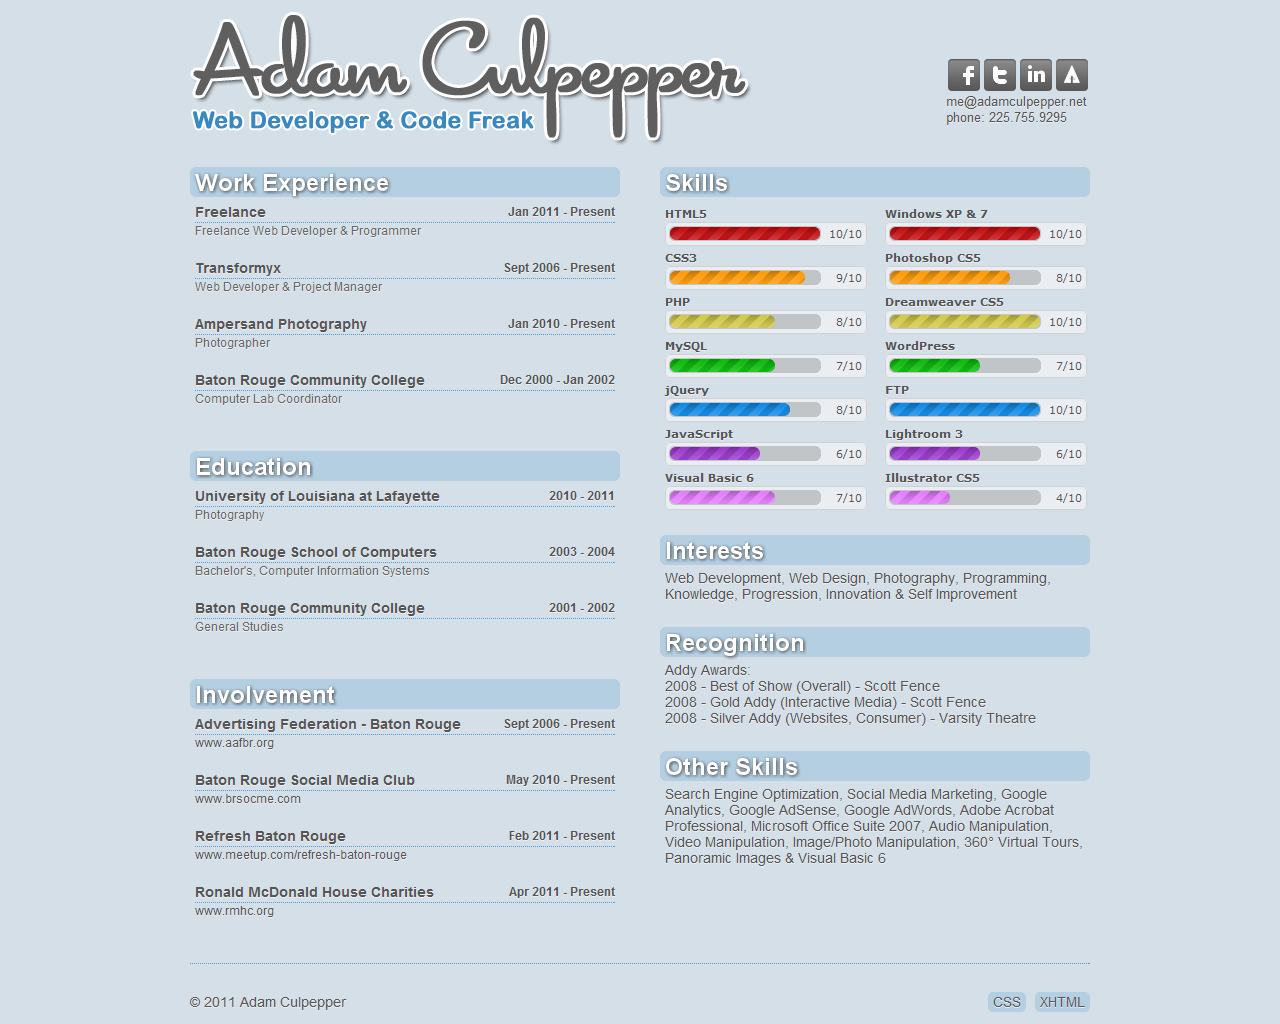 Adam Culpepper
Web Developer & Code Freak
me@adamculpepper.net
phone: 225.755.9295
Work Experience
Freelance Jan 2011 - Present
Freelance Web Developer & Programmer
Transformyx Sept 2006 - Present
Web Developer & Project Manager
Ampersand Photography Jan 2010 - Present
Photographer
Baton Rouge Community College Dec 2000 - Jan 2002
Computer Lab Coordinator
Education
University of Louisiana at Lafayette 2010 - 2011
Photography
Baton Rouge School of Computers 2003 - 2004
Bachelor's, Computer Information Systems
Baton Rouge Community College 2001 - 2002
General Studies
Involvement
Advertising Federation - Baton Rouge Sept 2006 - Present
www.aafbr.org
Baton Rouge Social Media Club May 2010 - Present
www.brsocme.com
Refresh Baton Rouge Feb 2011 - Present
www.meetup.com/refresh-baton-rouge
Ronald McDonald House Charities Apr 2011 - Present
www.rmhc.org
Skills
HTML5
10/10
CSS3
9/10
PHP
8/10
MySQL
7/10
jQuery
8/10
JavaScript
6/10
Visual Basic 6
7/10
Windows XP & 7
10/10
Photoshop CS5
8/10
Dreamweaver CS5
10/10
WordPress
7/10
FTP
10/10
Lightroom 3
6/10
Illustrator CS5
4/10
Interests
Web Development, Web Design, Photography, Programming,
Knowledge, Progression, Innovation & Self Improvement
Recognition
Addy Awards:
2008 - Best of Show (Overall) - Scott Fence
2008 - Gold Addy (Interactive Media) - Scott Fence
2008 - Silver Addy (Websites, Consumer) - Varsity Theatre
Other Skills
Search Engine Optimization, Social Media Marketing, Google
Analytics, Google AdSense, Google AdWords, Adobe Acrobat
Professional, Microsoft Office Suite 2007, Audio Manipulation,
Video Manipulation, Image/Photo Manipulation, 360° Virtual Tours,
Panoramic Images & Visual Basic 6
© 2011 Adam Culpepper
CSS XHTML